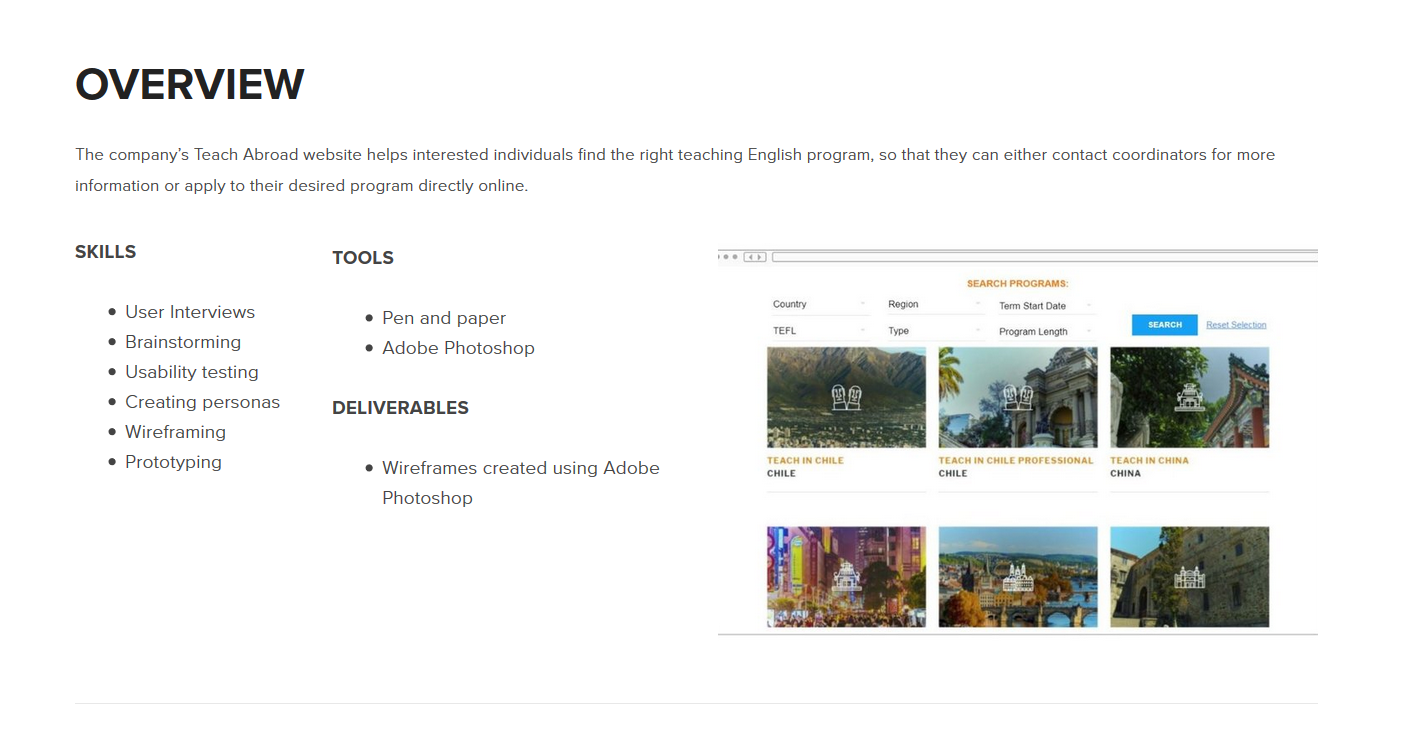 OVERVIEW
The company’s Teach Abroad website helps interested individuals find the right teaching English program, so that they can either contact coordinators for more
information or apply to their desired program directly online.
SKILLS
User Interviews
Brainstorming
Usability testing
Creating personas
Wireframing
Prototyping
TOOLS
Pen and paper
Adobe Photoshop
DELIVERABLES
Wireframes created using Adobe
Photoshop
SEARCH PROGRAMS:
Country
Region
Term Start Date
TEFL
Type
Program Length
SEARCH
Reset Selection
TEACH IN CHILE
CHILE
TEACH IN CHILE PROFESSIONAL
CHILE
TEACH IN CHINA
CHINA